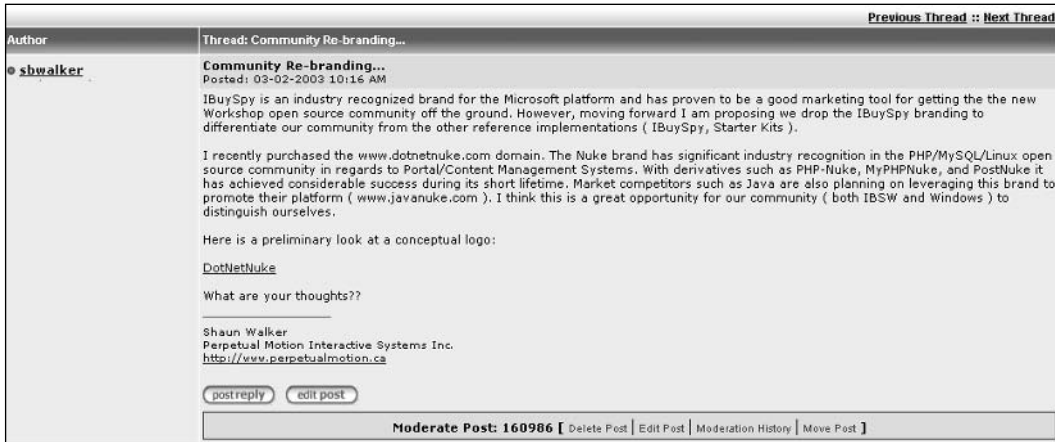 Previous Thread :: Next Thread
Author
Thread: Community Re-branding...
sbwalker
Community Re-branding...
Posted: 03-02-2003 10:16 AM
IBuySpy is an industry recognized brand for the Microsoft platform and has proven to be a good marketing tool for getting the the new
Workshop open source community off the ground. However, moving forward I am proposing we drop the IBuySpy branding to
differentiate our community from the other reference implementations ( IBuySpy, Starter Kits ).
I recently purchased the www.dotnetnuke.com domain. The Nuke brand has significant industry recognition in the PHP/MySQL/Linux open
source community in regards to Portal/Content Management Systems. With derivatives such as PHP-Nuke, MyPHPNuke, and PostNuke it
has achieved considerable success during its short lifetime. Market competitors such as Java are also planning on leveraging this brand to
promote their platform ( www.javanuke.com ). I think this is a great opportunity for our community ( both IBSW and Windows ) to
distinguish ourselves.
Here is a preliminary look at a conceptual logo:
DotNetNuke
What are your thoughts??
Shaun Walker
Perpetual Motion Interactive Systems Inc.
http://www.perpetualmotion.ca
post reply
edit post
Moderate Post: 160986 [ Delete Post | Edit Post | Moderation History | Move Post ]